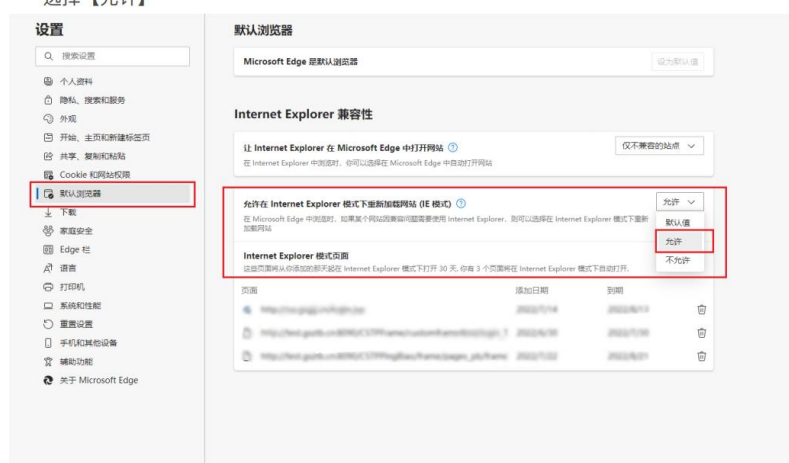 选择【允许】
设置
搜索设置
个人资料
隐私、搜索和服务
外观
开始、主页和新建标签页
共享、复制和粘贴
Cookie 和网站权限
默认浏览器
下载
家庭安全
Edge 栏
语言
打印机
系统和性能
重置设置
手机和其他设备
辅助功能
关于 Microsoft Edge
默认浏览器
Microsoft Edge 是默认浏览器
设为默认值
Internet Explorer 兼容性
让 Internet Explorer 在 Microsoft Edge 中打开网站
仅不兼容的站点
在 Internet Explorer 中浏览时，你可以选择在 Microsoft Edge 中自动打开网站
允许在 Internet Explorer 模式下重新加载网站 (IE 模式)
允许
在 Microsoft Edge 中浏览时，如果某个网站因兼容问题需要使用 Internet Explorer，则可以选择在 Internet Explorer 模式下重新
加载网站
默认值
允许
不允许
Internet Explorer 模式页面
这些页面将从你添加的那天起在 Internet Explorer 模式下打开 30 天。你有 3 个页面将在 Internet Explorer 模式下自动打开。
页面
添加日期
到期